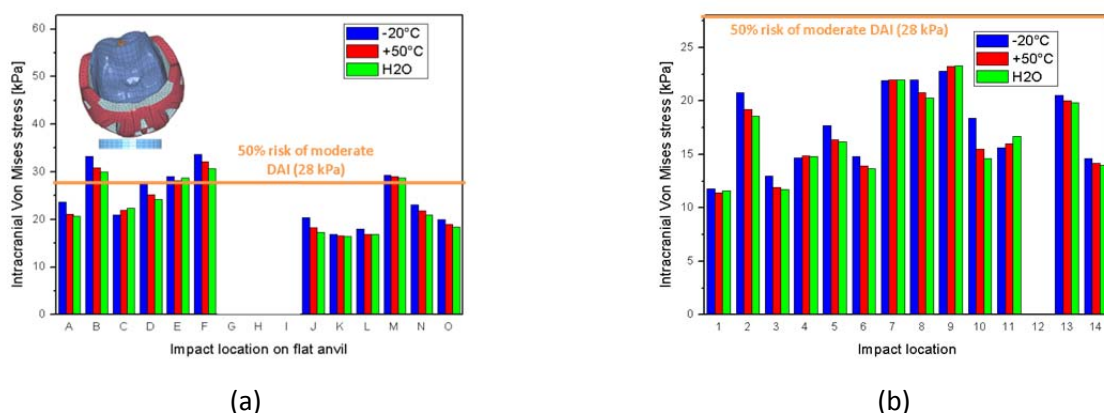 Intracranial Von Mises stress [kPa]
60
50
40
30
20
10
0
-20°C
+50°C
H2O
50% risk of moderate
DAI (28 kPa)
A B C D E F G H I J K L M N O
Impact location on flat anvil
(a)
Intracranial Von Mises stress [kPa]
25
20
15
10
5
0
50% risk of moderate DAI (28 kPa)
-20°C
+50°C
H2O
1 2 3 4 5 6 7 8 9 10 11 12 13 14
Impact location
(b)